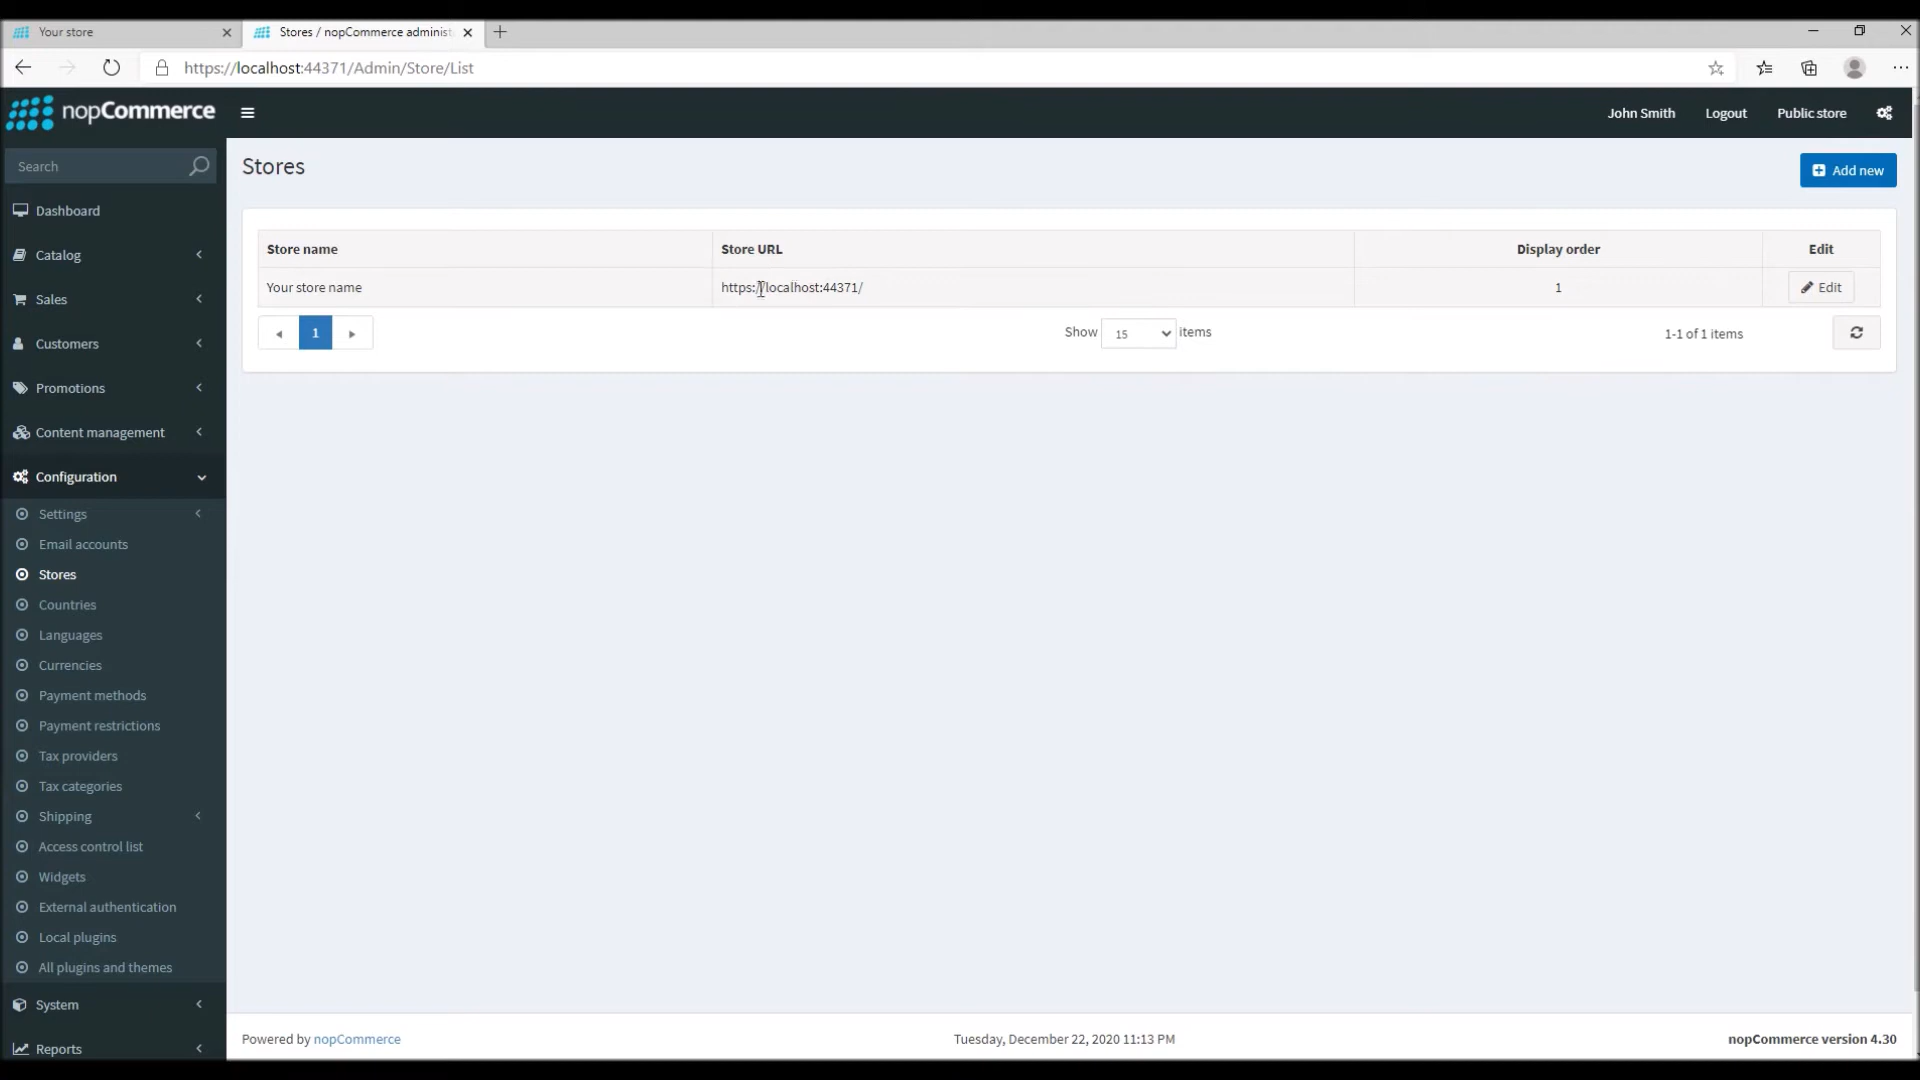 Your store
Stores / nopCommerce administ
https://localhost:44371/Admin/Store/List
nopCommerce
John Smith
Logout
Public store
Search
Stores
Add new
Dashboard
Catalog
Sales
Customers
Promotions
Content management
Configuration
Settings
Email accounts
Stores
Countries
Languages
Currencies
Payment methods
Payment restrictions
Tax providers
Tax categories
Shipping
Access control list
Widgets
External authentication
Local plugins
All plugins and themes
System
Reports
Store name Store URL Display order Edit
Your store name https://localhost:44371/ 1 Edit
1
Show 15 items
1-1 of 1 items
Powered by nopCommerce
Tuesday, December 22, 2020 11:13 PM
nopCommerce version 4.30